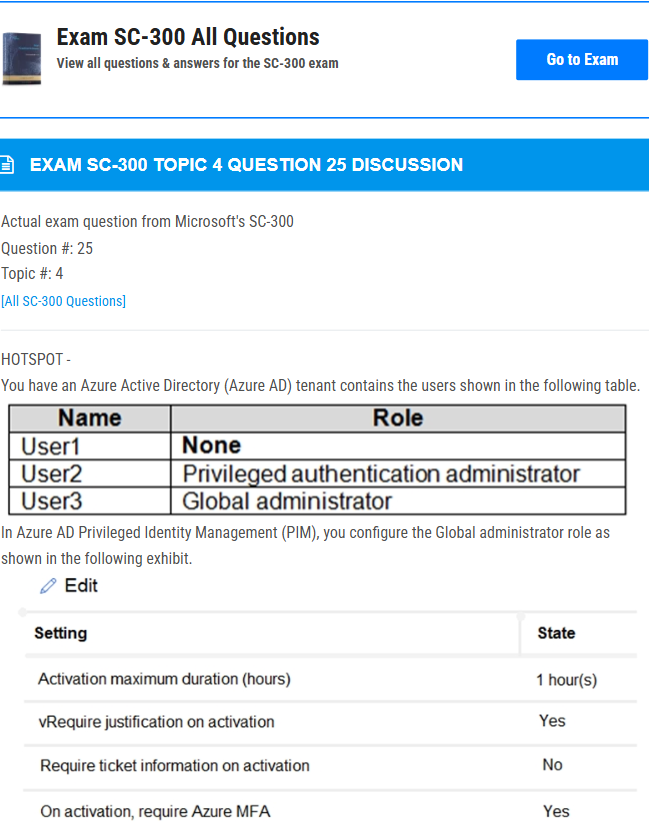 Exam SC-300 All Questions
View all questions & answers for the SC-300 exam
Go to Exam
EXAM SC-300 TOPIC 4 QUESTION 25 DISCUSSION
Actual exam question from Microsoft's SC-300
Question #: 25
Topic #: 4
[All SC-300 Questions]
HOTSPOT -
You have an Azure Active Directory (Azure AD) tenant contains the users shown in the following table.
Name Role
User1 None
User2 Privileged authentication administrator
User3 Global administrator
In Azure AD Privileged Identity Management (PIM), you configure the Global administrator role as
shown in the following exhibit.
Edit
Setting State
Activation maximum duration (hours) 1 hour(s)
vRequire justification on activation Yes
Require ticket information on activation No
On activation, require Azure MFA Yes